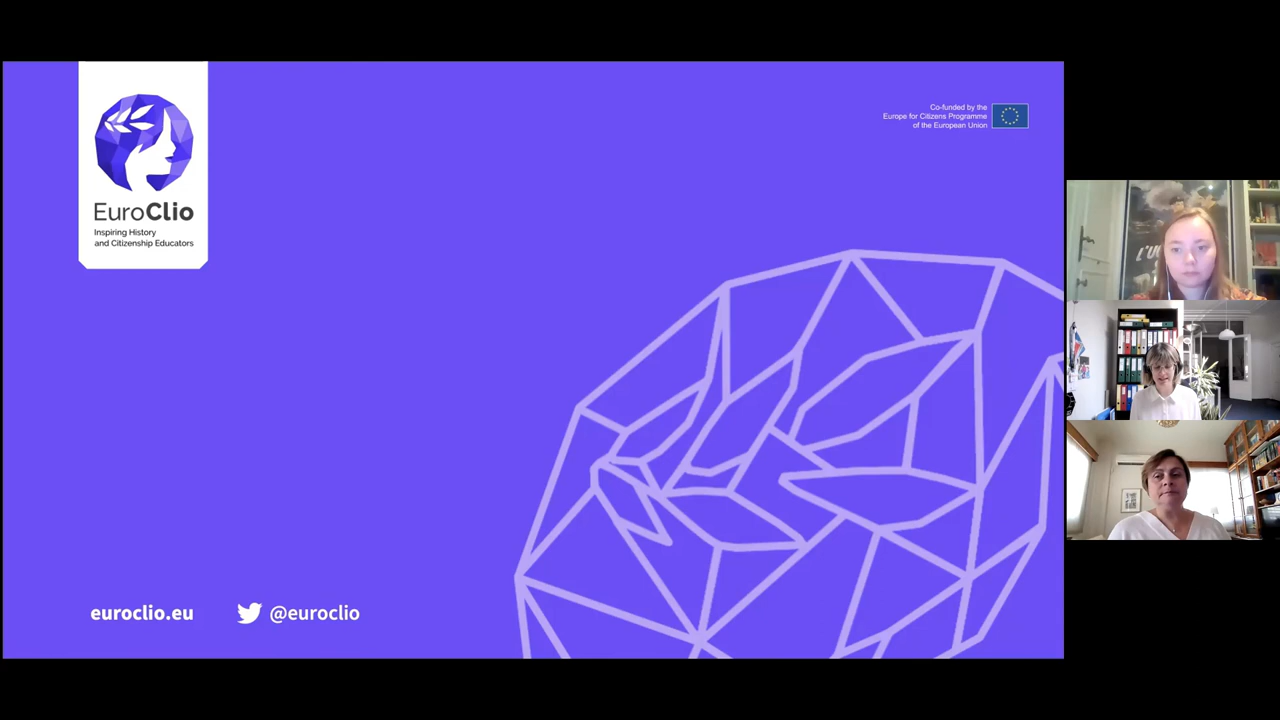 EuroClio
Inspiring History
and Citizenship Educators
Co-funded by the
Europe for Citizens Programme
of the European Union
euroclio.eu
@euroclio